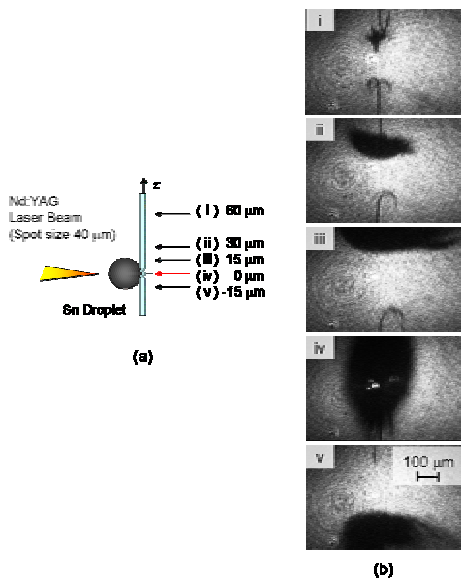 z
Nd:YAG
Laser Beam
(Spot size 40 μm)
( i ) 60 μm
(ii) 30 μm
(iii) 15 μm
(iv) 0 μm
(v) -15 μm
Sn Droplet
(a)
i
ii
iii
iv
v
100 μm
(b)